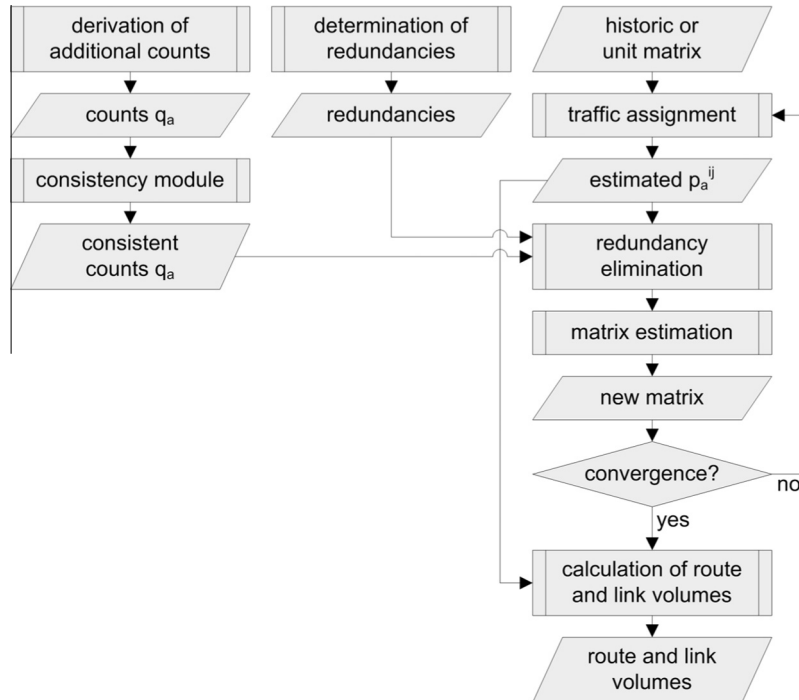 derivation of
additional counts
counts qₐ
consistency module
consistent
counts qₐ
determination of
redundancies
redundancies
historic or
unit matrix
traffic assignment
estimated pₐⁱʲ
redundancy
elimination
matrix estimation
new matrix
convergence?
no
yes
calculation of route
and link volumes
route and link
volumes